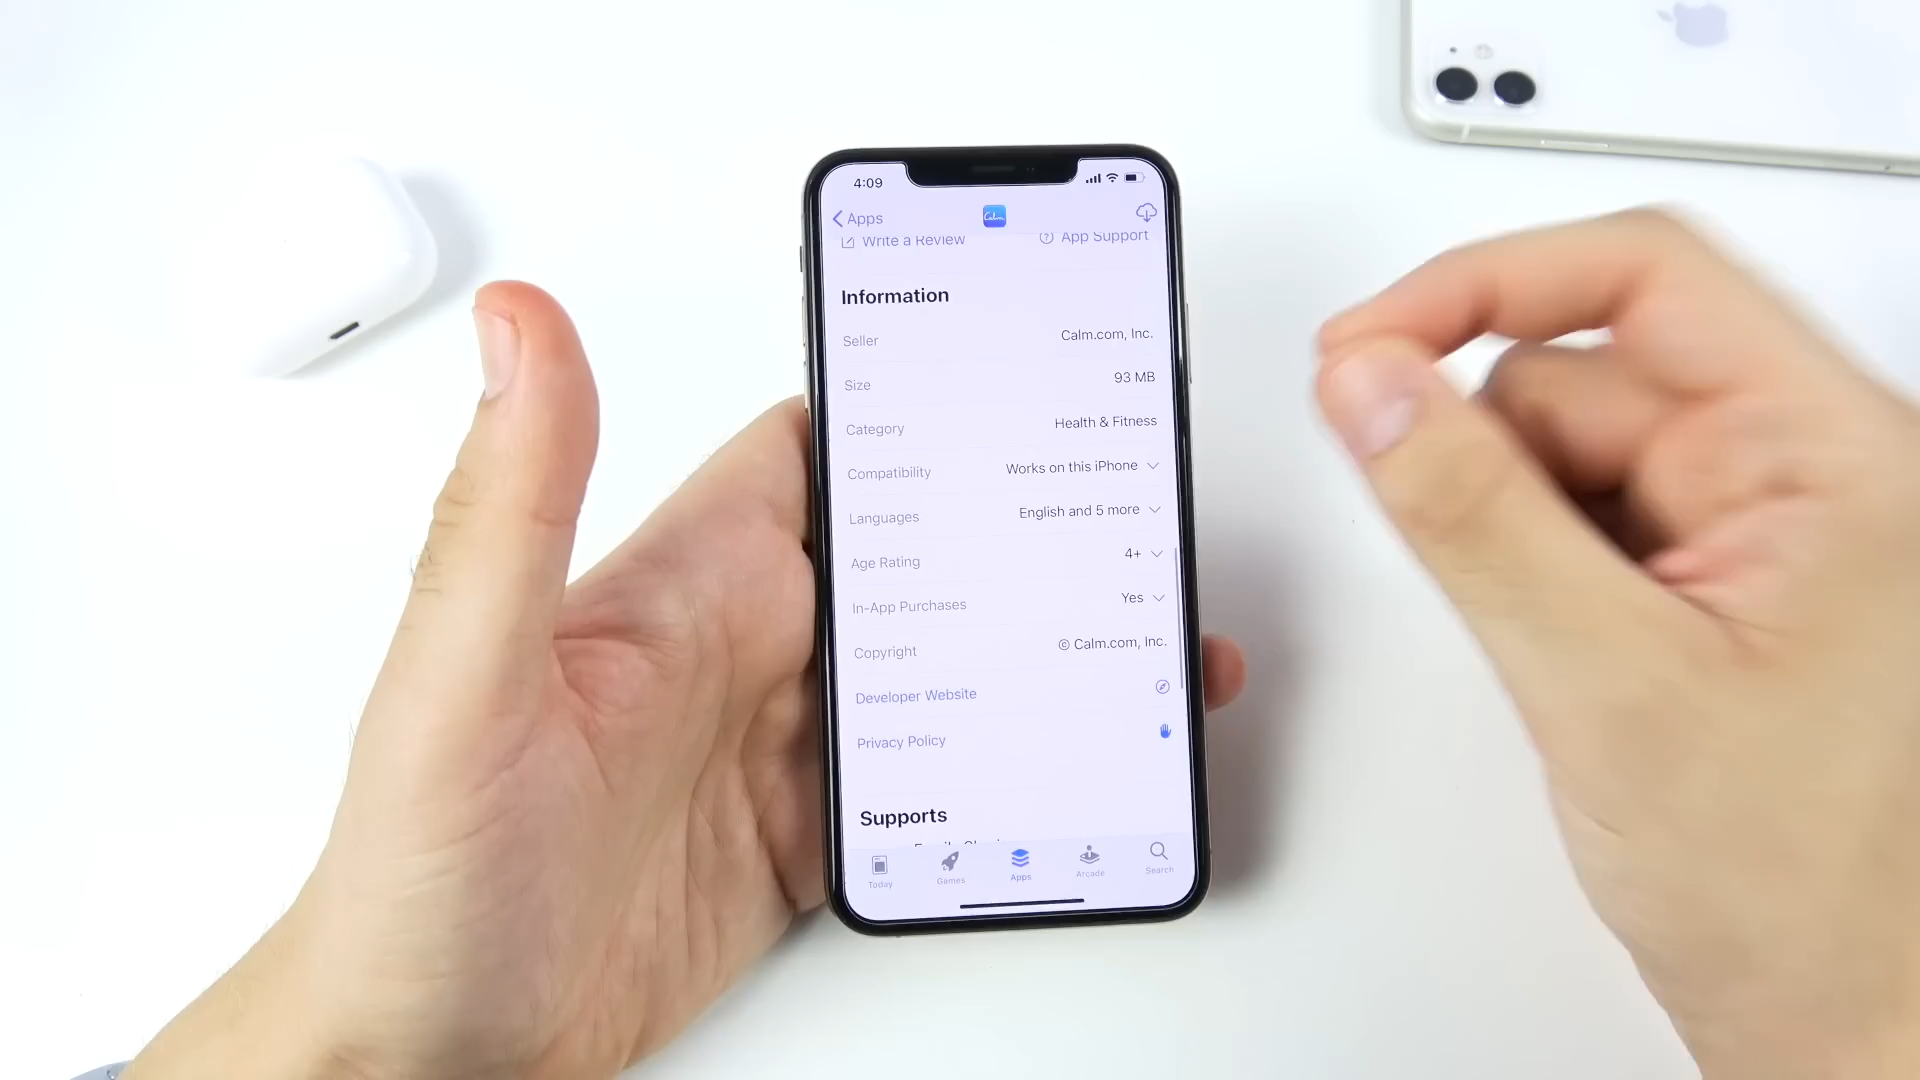 4:09
Apps
Calm
Write a Review App Support
Information
Seller Calm.com, Inc.
Size 93 MB
Category Health & Fitness
Compatibility Works on this iPhone
Languages English and 5 more
Age Rating 4+
In-App Purchases Yes
Copyright © Calm.com, Inc.
Developer Website
Privacy Policy
Supports
Today Games Apps Arcade Search